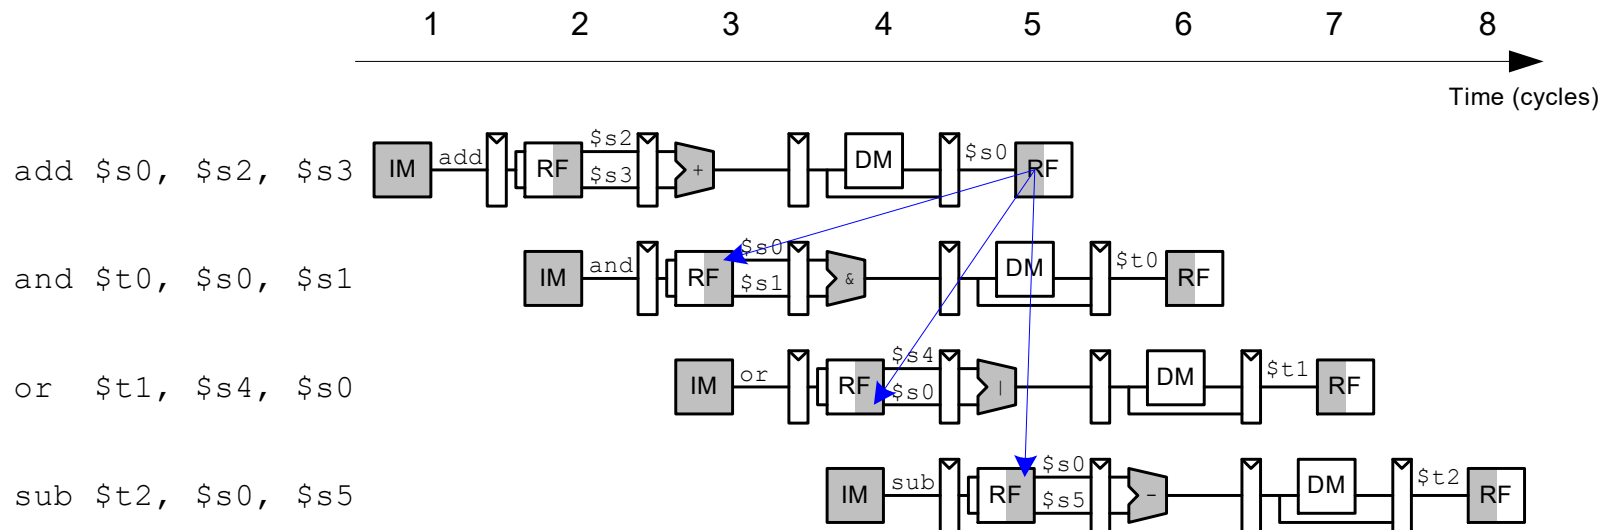 1 2 3 4 5 6 7 8
Time (cycles)
add $s0, $s2, $s3 IM add RF $s2 $s3 + DM $s0 RF
and $t0, $s0, $s1 IM and RF $s0 $s1 & DM $t0 RF
or $t1, $s4, $s0 IM or RF $s4 $s0 | DM $t1 RF
sub $t2, $s0, $s5 IM sub RF $s0 $s5 - DM $t2 RF